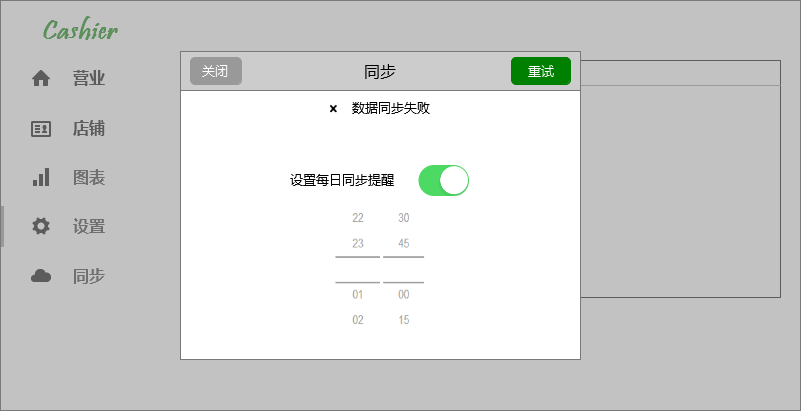 Cashier
营业
店铺
图表
设置
同步
关闭
同步
重试
× 数据同步失败
设置每日同步提醒
22 30
23 45
01 00
02 15